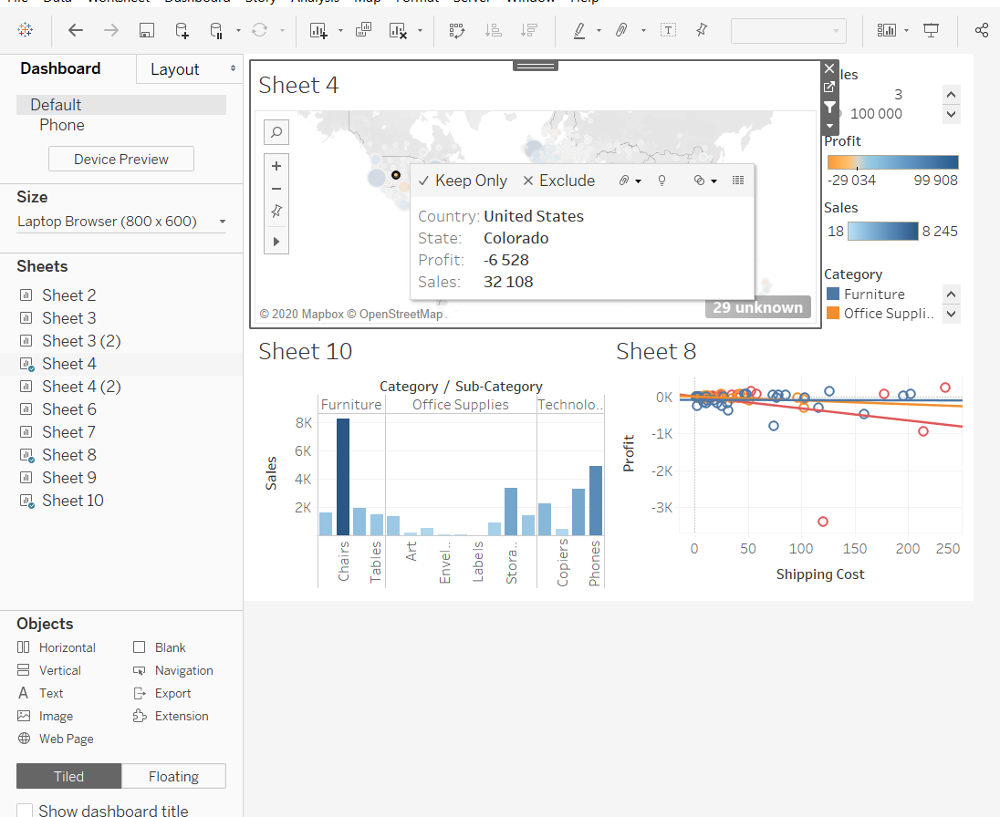 File Data Worksheet Dashboard Story Analysis Map Format Server Window Help
Dashboard
Layout
Default
Phone
Device Preview
Size
Laptop Browser (800 x 600)
Sheets
Sheet 2
Sheet 3
Sheet 3 (2)
Sheet 4
Sheet 4 (2)
Sheet 6
Sheet 7
Sheet 8
Sheet 9
Sheet 10
Objects
Horizontal
Blank
Vertical
Navigation
A Text
Export
Image
Extension
Web Page
Tiled
Floating
Show dashboard title
Sheet 4
Keep Only
Exclude
Country: United States
State: Colorado
Profit: -6 528
Sales: 32 108
© 2020 Mapbox © OpenStreetMap
29 unknown
les
3
100 000
Profit
-29 034
99 908
Sales
18
8 245
Category
Furniture
Office Suppli..
Sheet 10
Category / Sub-Category
Furniture
Office Supplies
Technolo..
Sales
8K
6K
4K
2K
Chairs
Tables
Art
Envel..
Labels
Stora..
Copiers
Phones
Sheet 8
Profit
0K
-1K
-2K
-3K
0
50
100
150
200
250
Shipping Cost